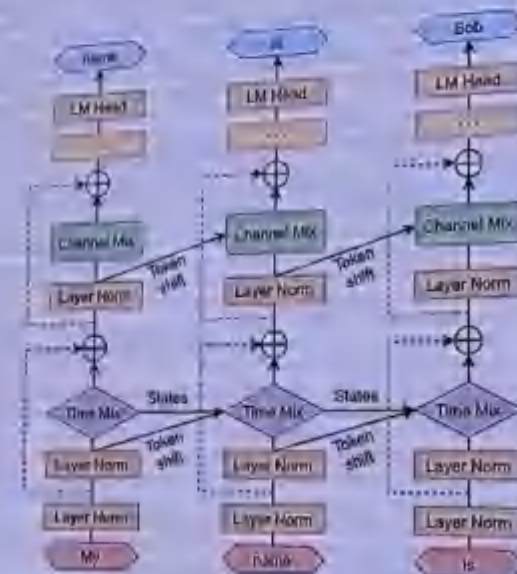 name
is
Bob
LM Head
LM Head
LM Head
...
...
Channel Mix
Channel Mix
Channel Mix
Token shift
Token shift
Layer Norm
Layer Norm
Layer Norm
States
States
Time Mix
Time Mix
Time Mix
Token shift
Token shift
Layer Norm
Layer Norm
Layer Norm
Layer Norm
Layer Norm
Layer Norm
My
name
is